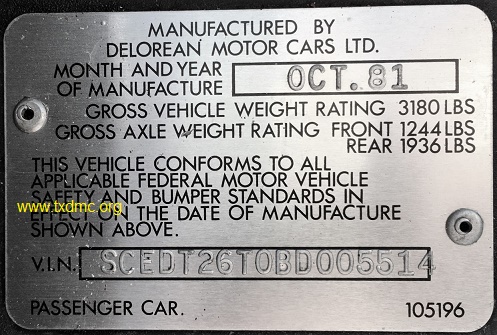 MANUFACTURED BY
DELOREAN MOTOR CARS LTD.
MONTH AND YEAR
OF MANUFACTURE OCT. 81
GROSS VEHICLE WEIGHT RATING 3180 LBS
GROSS AXLE WEIGHT RATING FRONT 1244 LBS
REAR 1936 LBS
THIS VEHICLE CONFORMS TO ALL
APPLICABLE FEDERAL MOTOR VEHICLE
SAFETY AND BUMPER STANDARDS IN
www.txdmc.org
EFFECT ON THE DATE OF MANUFACTURE
SHOWN ABOVE.
V.I.N. SCEDT26T0BD005514
PASSENGER CAR. 105196